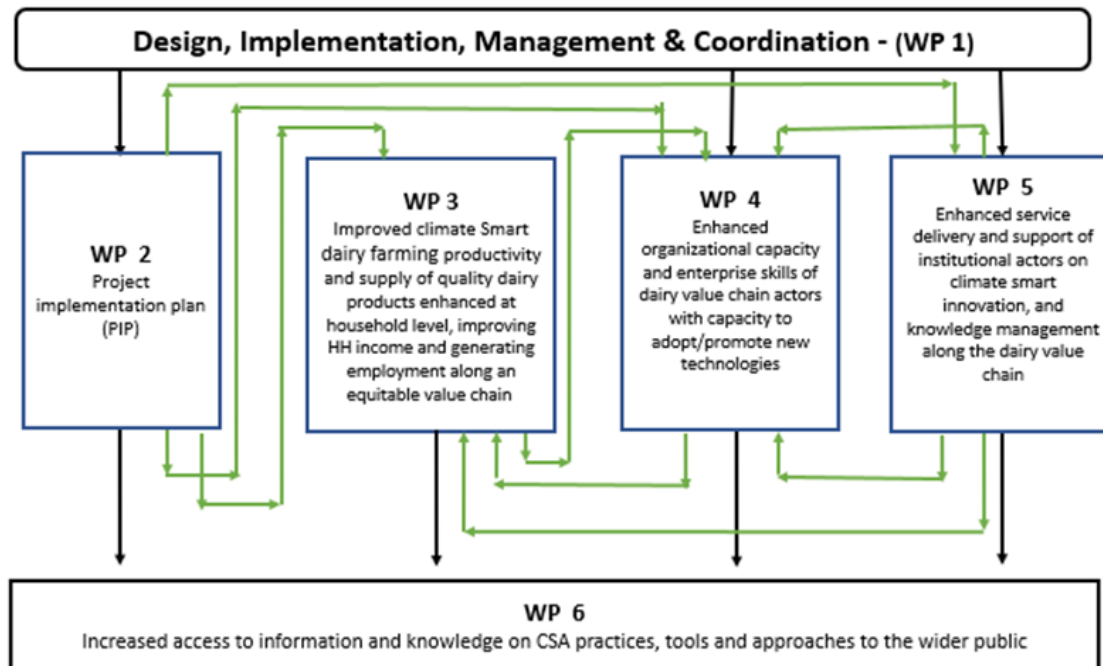 Design, Implementation, Management & Coordination - (WP 1)
WP 2
Project
implementation plan
(PIP)
WP 3
Improved climate Smart
dairy farming productivity
and supply of quality dairy
products enhanced at
household level, improving
HH income and generating
employment along an
equitable value chain
WP 4
Enhanced
organizational capacity
and enterprise skills of
dairy value chain actors
with capacity to
adopt/promote new
technologies
WP 5
Enhanced service
delivery and support of
institutional actors on
climate smart
innovation, and
knowledge management
along the dairy value
chain
WP 6
Increased access to information and knowledge on CSA practices, tools and approaches to the wider public